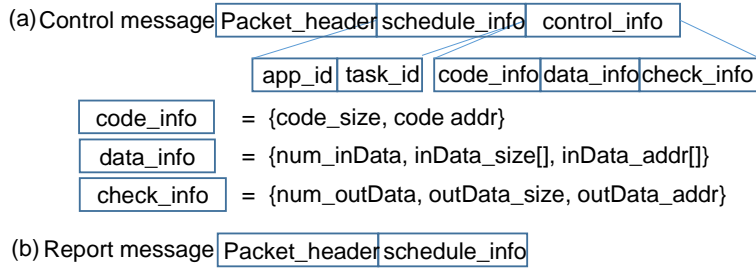 (a) Control message Packet_header schedule_info control_info
app_id task_id code_info data_info check_info
code_info = {code_size, code addr}
data_info = {num_inData, inData_size[], inData_addr[]}
check_info = {num_outData, outData_size, outData_addr}
(b) Report message Packet_header schedule_info